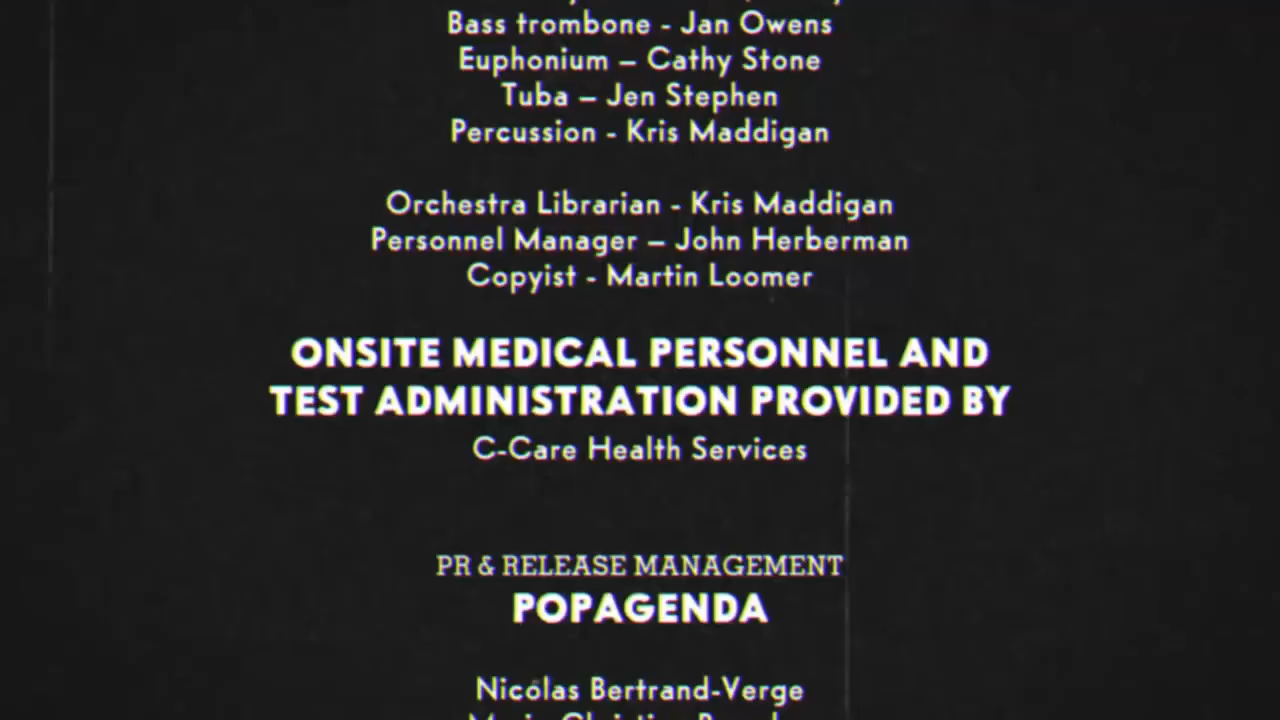 Bass trombone - Jan Owens
Euphonium – Cathy Stone
Tuba – Jen Stephen
Percussion - Kris Maddigan
Orchestra Librarian - Kris Maddigan
Personnel Manager – John Herberman
Copyist - Martin Loomer
ONSITE MEDICAL PERSONNEL AND
TEST ADMINISTRATION PROVIDED BY
C-Care Health Services
PR & RELEASE MANAGEMENT
POPAGENDA
Nicolas Bertrand-Verge